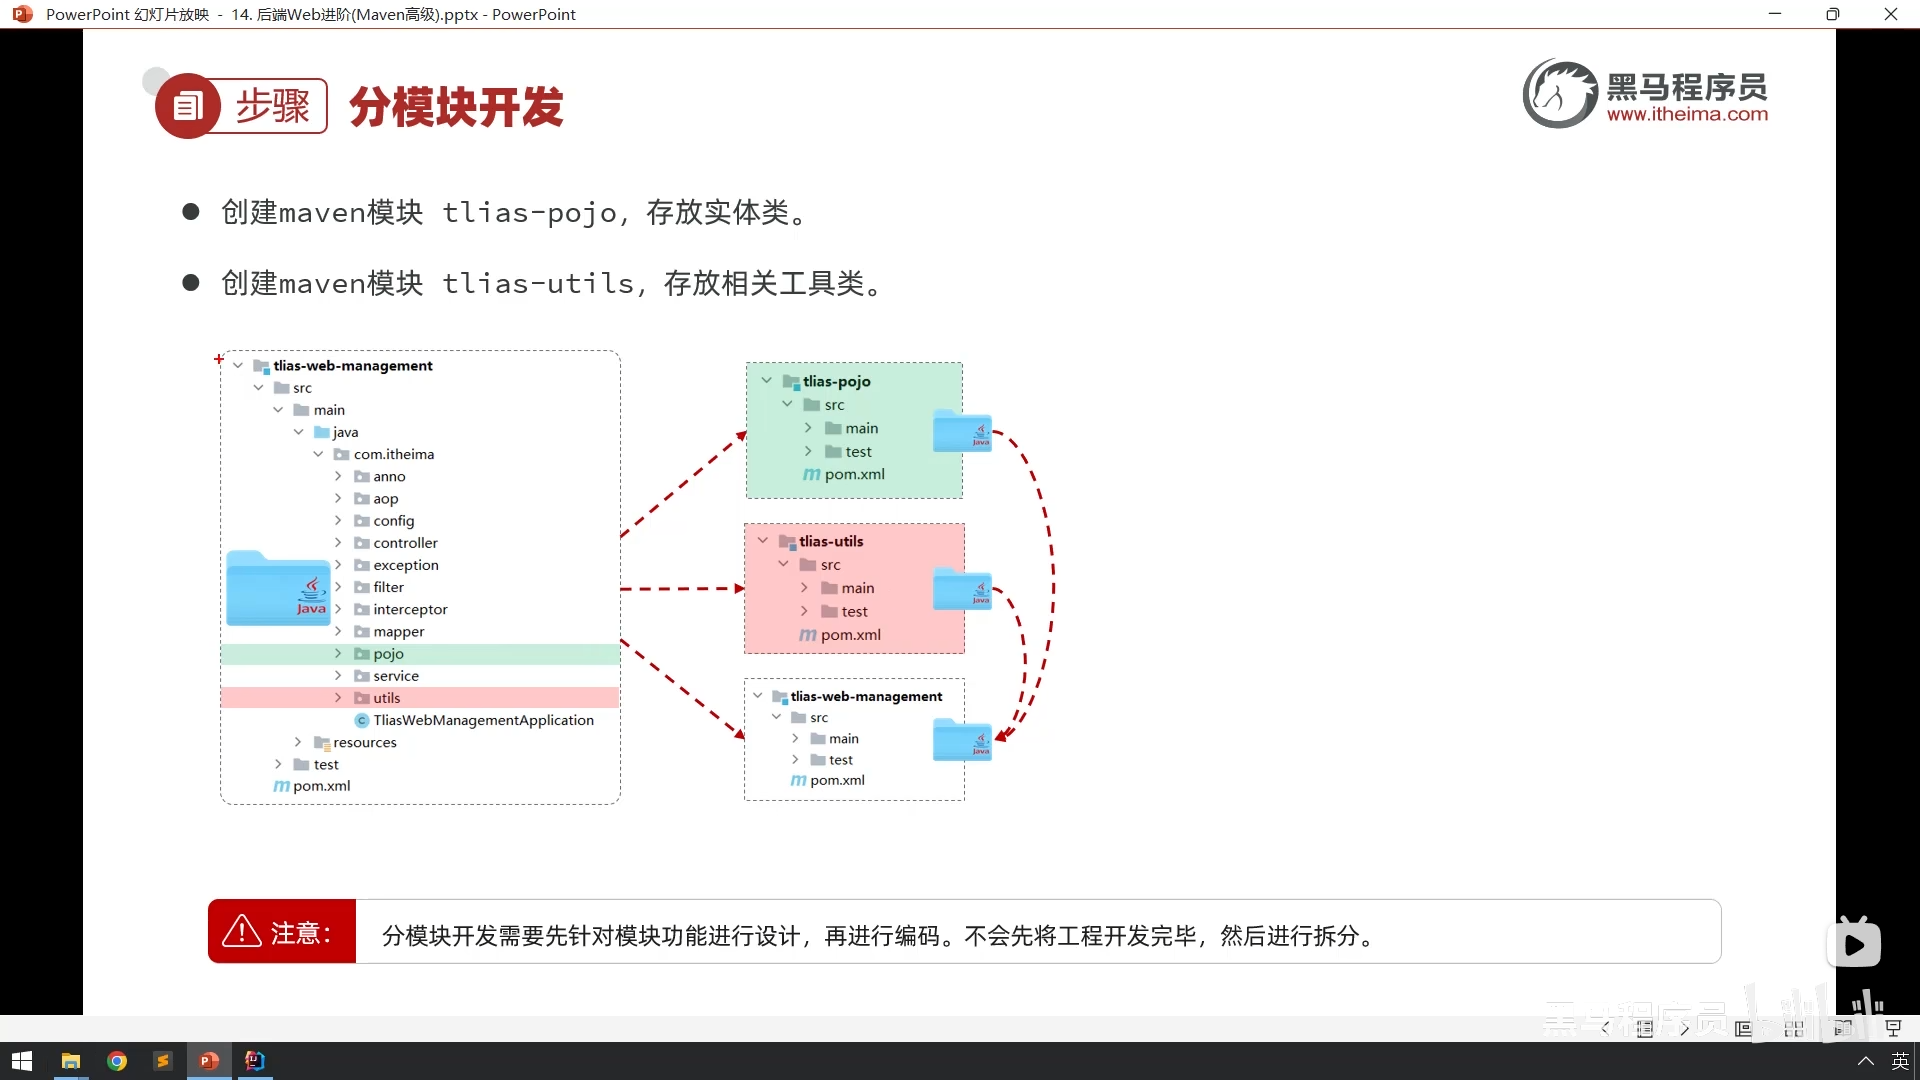 PowerPoint 幻灯片放映 - 14. 后端Web进阶(Maven高级).pptx - PowerPoint
步骤 分模块开发
黑马程序员
www.itheima.com
创建maven模块 tlias-pojo，存放实体类。
创建maven模块 tlias-utils，存放相关工具类。
tlias-web-management
src
main
java
com.itheima
anno
aop
config
controller
exception
filter
interceptor
mapper
pojo
service
utils
TliasWebManagementApplication
resources
test
pom.xml
Java
tlias-pojo
src
main
test
pom.xml
Java
tlias-utils
src
main
test
pom.xml
Java
tlias-web-management
src
main
test
pom.xml
Java
注意：
分模块开发需要先针对模块功能进行设计，再进行编码。不会先将工程开发完毕，然后进行拆分。
黑马程序员
英